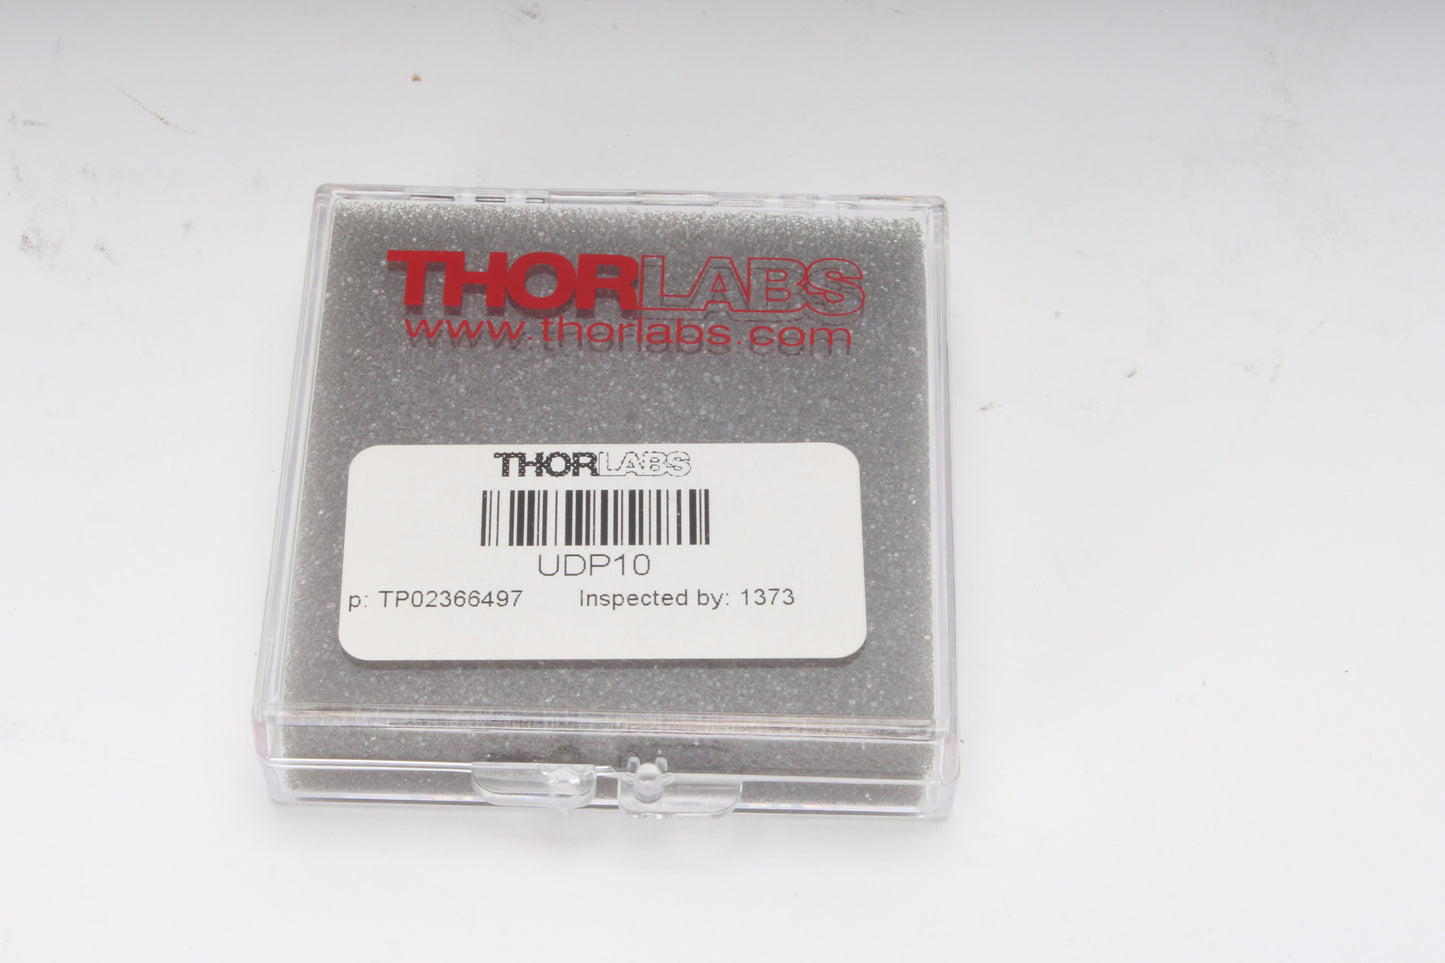 THORLABS
www.thorlabs.com
THORLABS
UDP10
p: TP02366497 Inspected by: 1373